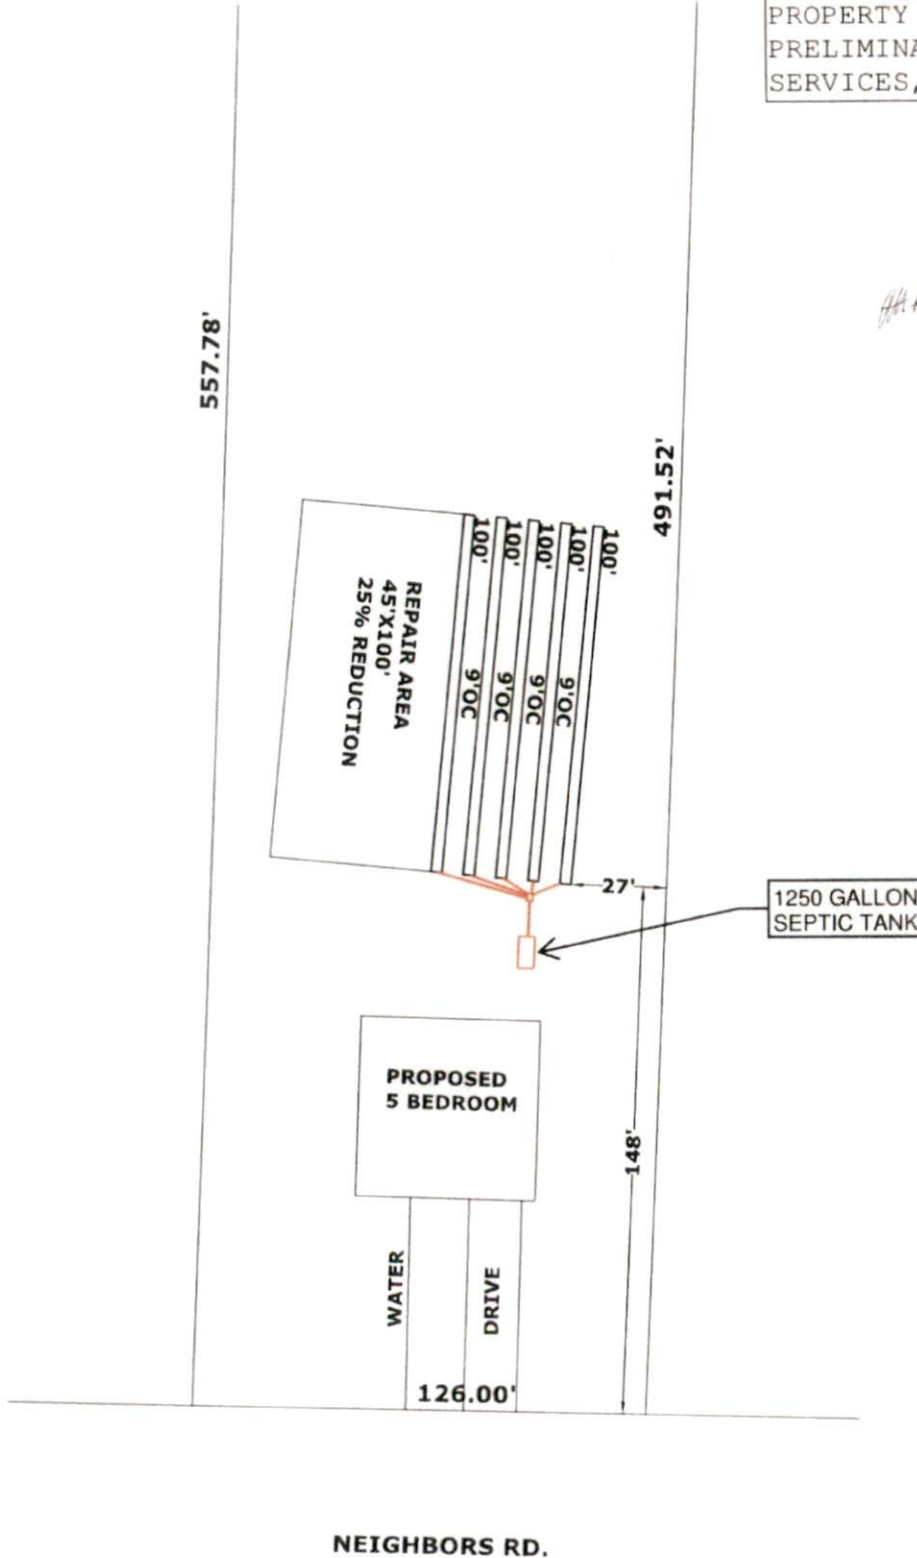 PROPERTY
PRELIMINA
SERVICES,
557.78'
491.52'
100'
100'
100'
100'
100'
REPAIR AREA
45'X100'
25% REDUCTION
9'OC
9'OC
9'OC
9'OC
27'
1250 GALLON
SEPTIC TANK
PROPOSED
5 BEDROOM
148'
WATER
DRIVE
126.00'
NEIGHBORS RD.